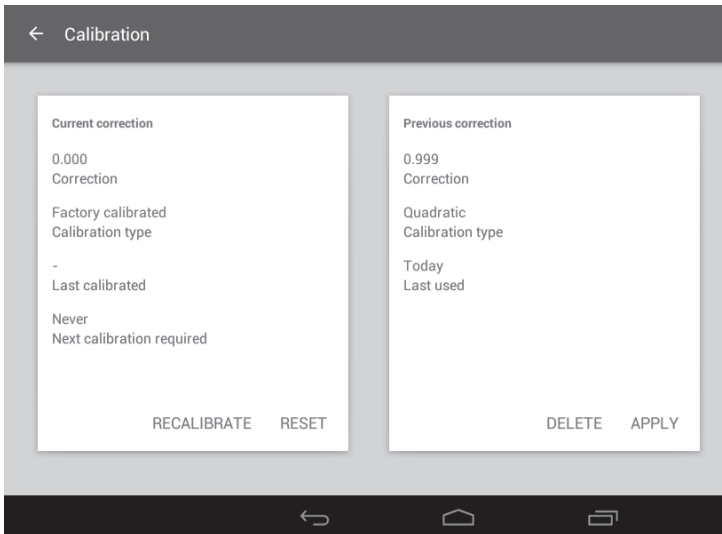 Calibration
Current correction
0.000
Correction
Factory calibrated
Calibration type
-
Last calibrated
Never
Next calibration required
RECALIBRATE RESET
Previous correction
0.999
Correction
Quadratic
Calibration type
Today
Last used
DELETE APPLY